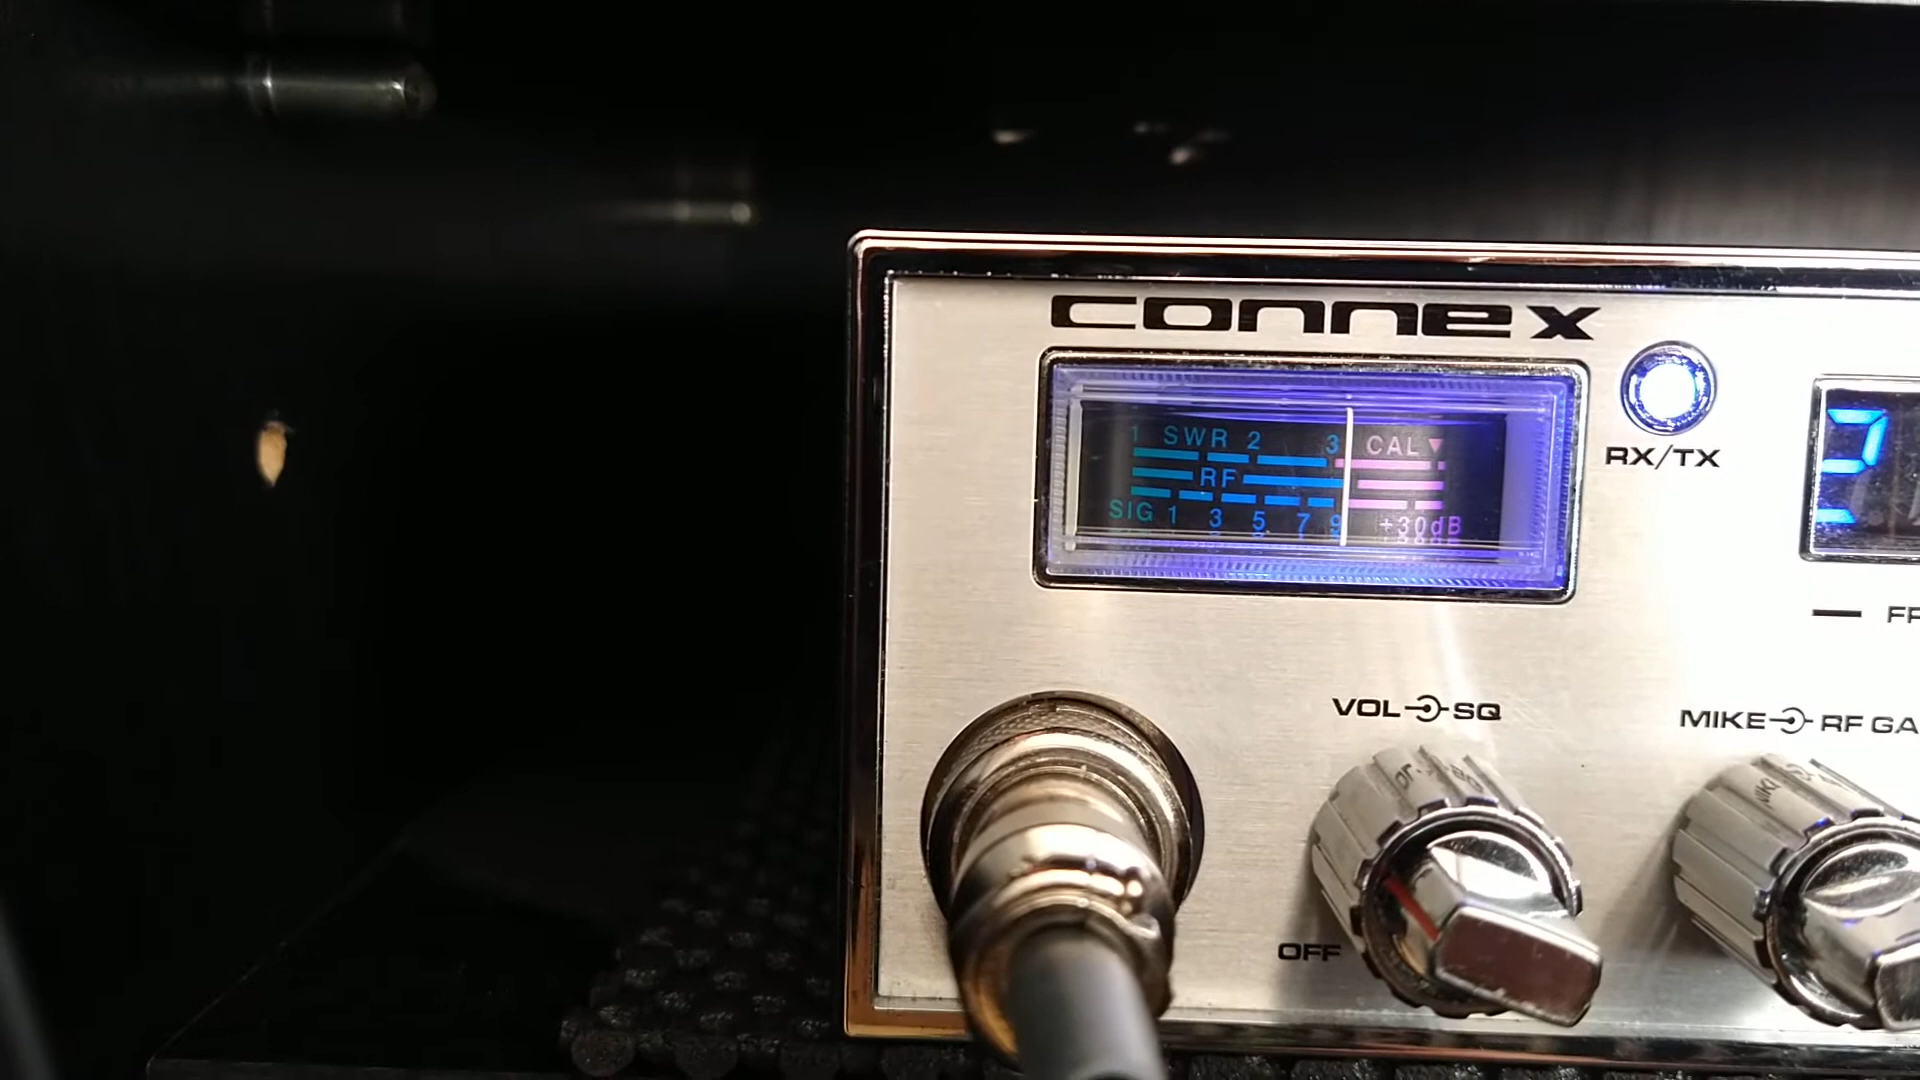 connex
1 SWR 2 3 CAL▼
RF
SIG 1 3 5 7 9 +30dB
RX/TX
2
VOL SQ
MIKE RF GA
OFF